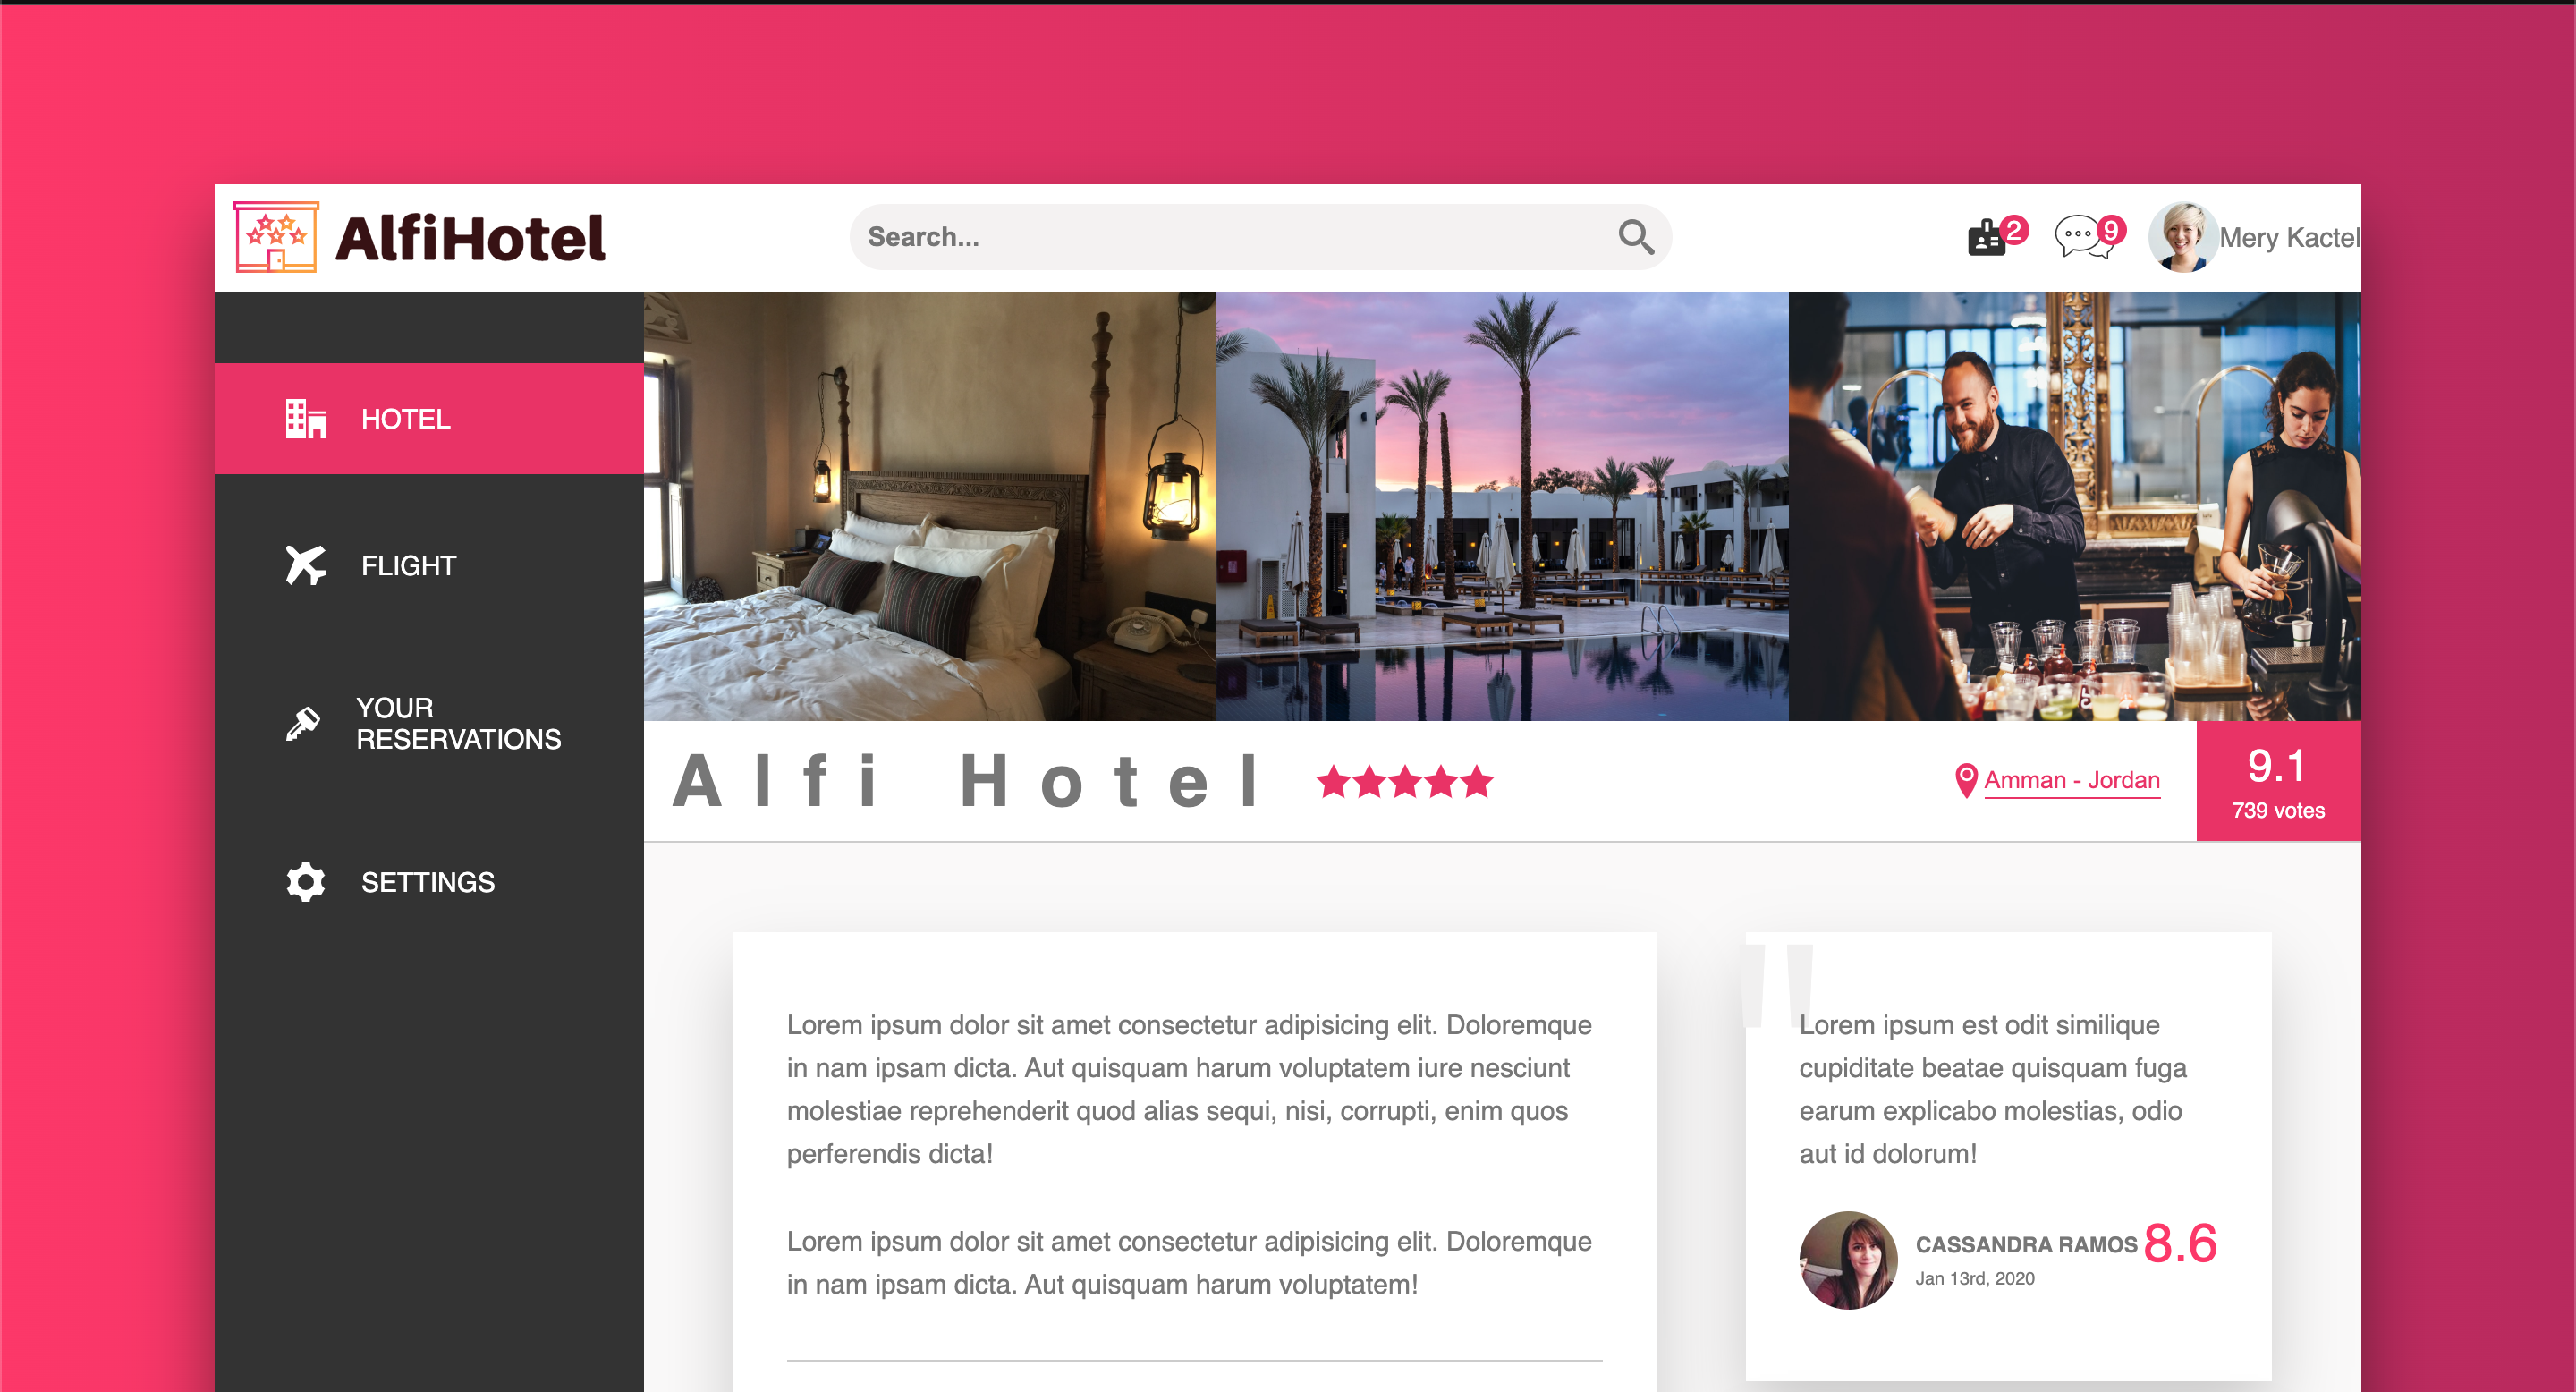 AlfiHotel
Search...
2
9
Mery Kactel
HOTEL
FLIGHT
YOUR
RESERVATIONS
SETTINGS
Alfi Hotel
Amman - Jordan
9.1
739 votes
Lorem ipsum dolor sit amet consectetur adipisicing elit. Doloremque
in nam ipsam dicta. Aut quisquam harum voluptatem iure nesciunt
molestiae reprehenderit quod alias sequi, nisi, corrupti, enim quos
perferendis dicta!
Lorem ipsum dolor sit amet consectetur adipisicing elit. Doloremque
in nam ipsam dicta. Aut quisquam harum voluptatem!
"
Lorem ipsum est odit similique
cupiditate beatae quisquam fuga
earum explicabo molestias, odio
aut id dolorum!
CASSANDRA RAMOS 8.6
Jan 13rd, 2020